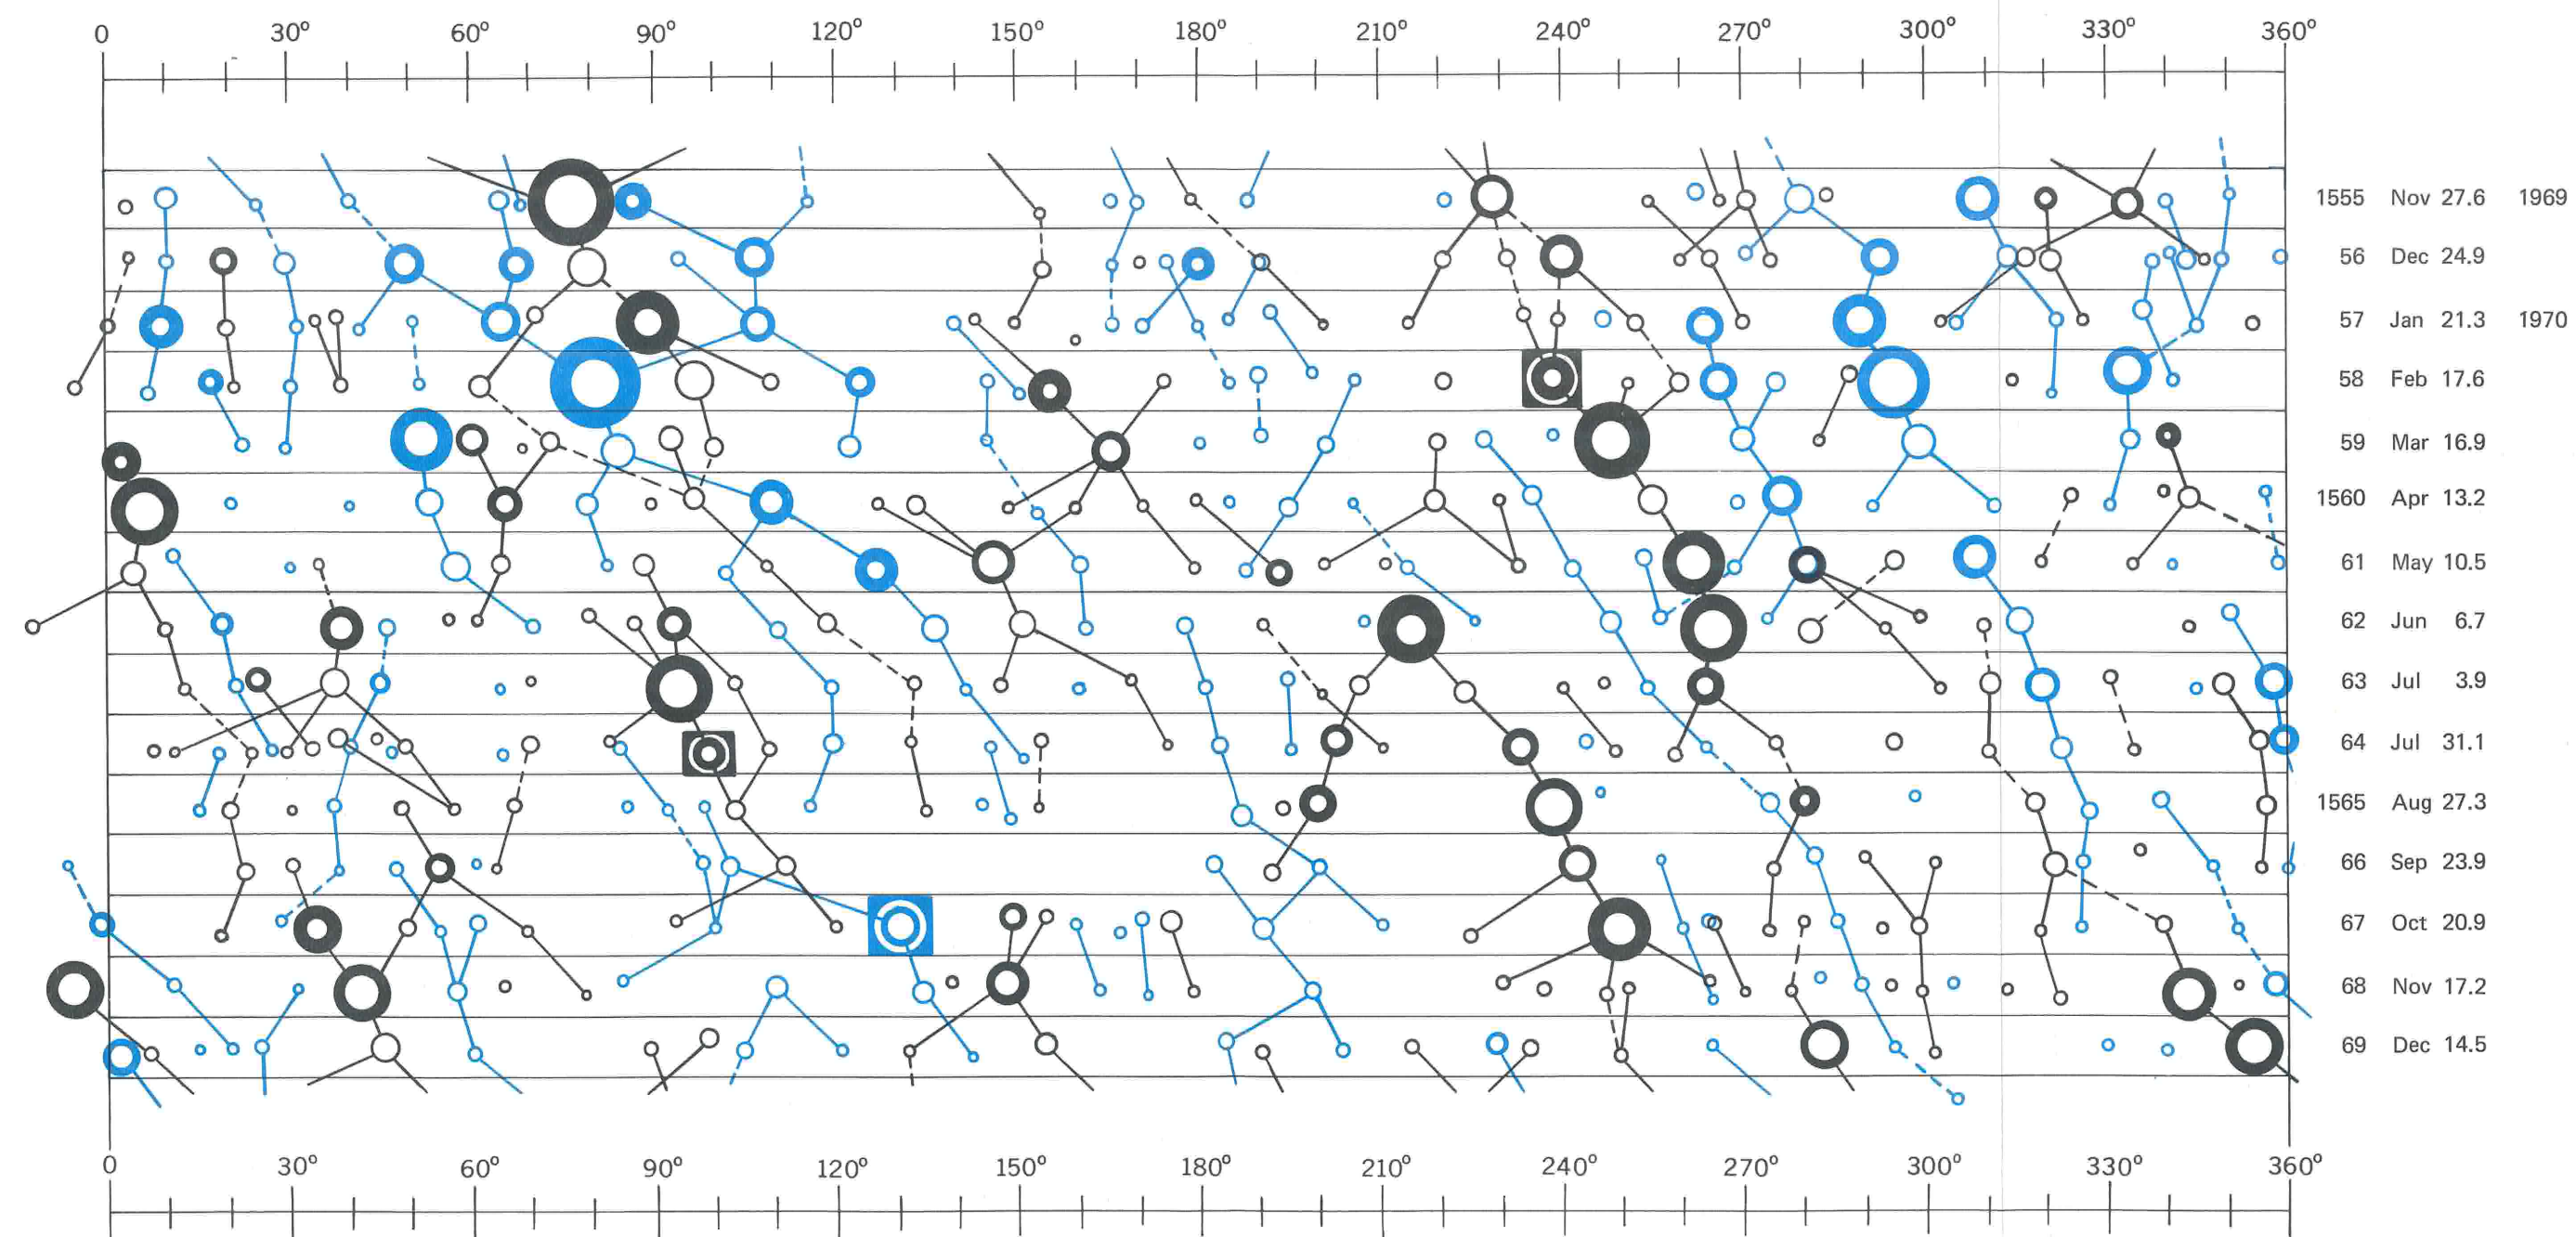 0 30° 60° 90° 120° 150° 180° 210° 240° 270° 300° 330° 360°
1555 Nov 27.6 1969
56 Dec 24.9
57 Jan 21.3 1970
58 Feb 17.6
59 Mar 16.9
1560 Apr 13.2
61 May 10.5
62 Jun 6.7
63 Jul 3.9
64 Jul 31.1
1565 Aug 27.3
66 Sep 23.9
67 Oct 20.9
68 Nov 17.2
69 Dec 14.5
0 30° 60° 90° 120° 150° 180° 210° 240° 270° 300° 330° 360°